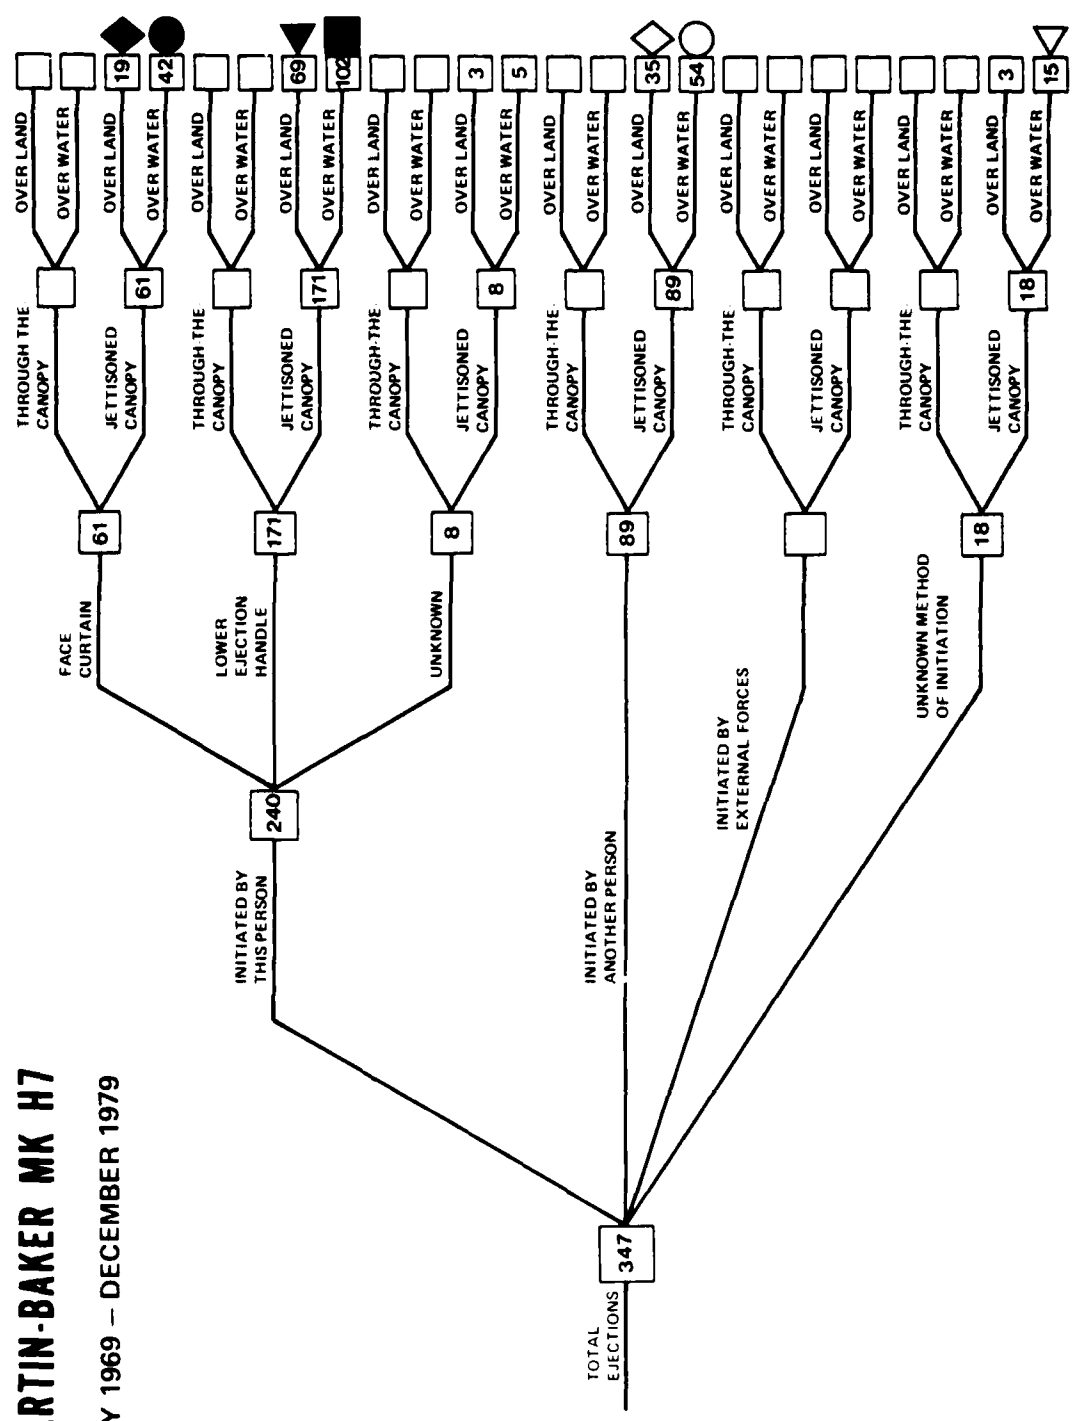 ARTIN-BAKER MK H7
Y 1969 – DECEMBER 1979
TOTAL
EJECTIONS
347
INITIATED BY
THIS PERSON
240
FACE
CURTAIN
61
THROUGH THE
CANOPY
OVER LAND
OVER WATER
JETTISONED
CANOPY
61
OVER LAND
19
OVER WATER
42
LOWER
EJECTION
HANDLE
171
THROUGH-THE
CANOPY
OVER LAND
OVER WATER
JETTISONED
CANOPY
171
OVER LAND
69
OVER WATER
102
UNKNOWN
8
THROUGH-THE
CANOPY
OVER LAND
OVER WATER
JETTISONED
CANOPY
8
OVER LAND
3
OVER WATER
5
INITIATED BY
ANOTHER PERSON
89
THROUGH-THE
CANOPY
OVER LAND
OVER WATER
JETTISONED
CANOPY
89
OVER LAND
35
OVER WATER
54
INITIATED BY
EXTERNAL FORCES
THROUGH-THE
CANOPY
OVER LAND
OVER WATER
JETTISONED
CANOPY
OVER LAND
OVER WATER
UNKNOWN METHOD
OF INITIATION
18
THROUGH-THE
CANOPY
OVER LAND
OVER WATER
JETTISONED
CANOPY
18
OVER LAND
3
OVER WATER
15